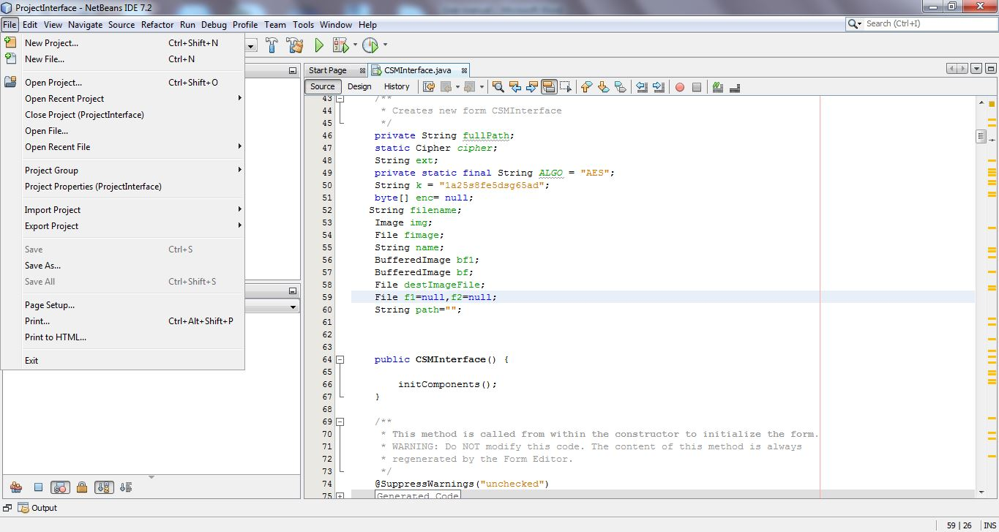 ProjectInterface - NetBeans IDE 7.2
File Edit View Navigate Source Refactor Run Debug Profile Team Tools Window Help
Search (Ctrl+I)
New Project... Ctrl+Shift+N
New File... Ctrl+N
Open Project... Ctrl+Shift+O
Open Recent Project
Close Project (ProjectInterface)
Open File...
Open Recent File
Project Group
Project Properties (ProjectInterface)
Import Project
Export Project
Save Ctrl+S
Save As...
Save All Ctrl+Shift+S
Page Setup...
Print... Ctrl+Alt+Shift+P
Print to HTML...
Exit
Start Page CSMInterface.java
Source Design History
43 /**
44 * Creates new form CSMInterface
45 */
46 private String fullPath;
47 static Cipher cipher;
48 String ext;
49 private static final String ALGO = "AES";
50 String k = "1a25s8fe5dsg65ad";
51 byte[] enc= null;
52 String filename;
53 Image img;
54 File fimage;
55 String name;
56 BufferedImage bf1;
57 BufferedImage bf;
58 File destImageFile;
59 File f1=null,f2=null;
60 String path="";
61
62
63
64 public CSMInterface() {
65
66 initComponents();
67 }
68
69 /**
70 * This method is called from within the constructor to initialize the form.
71 * WARNING: Do NOT modify this code. The content of this method is always
72 * regenerated by the Form Editor.
73 */
74 @SuppressWarnings("unchecked")
75 Generated Code
Output
59 | 26 INS